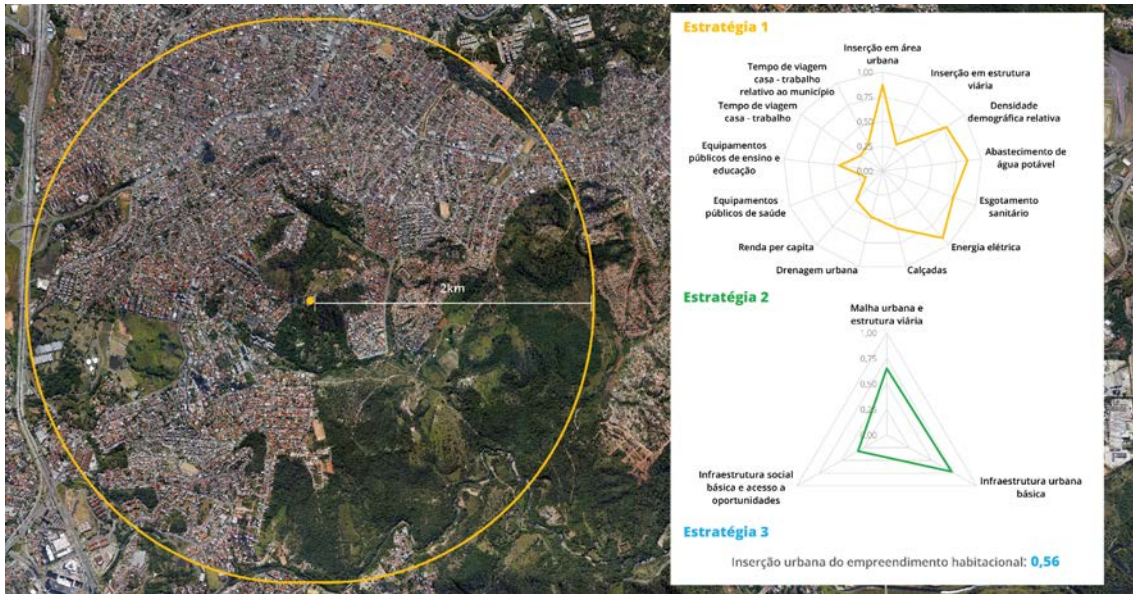 Estratégia 1
Inserção em área
urbana
Tempo de viagem
casa - trabalho
relativo ao município
Inserção em estrutura
viária
Tempo de viagem
casa - trabalho
Densidade
demográfica relativa
Equipamentos
públicos de ensino e
educação
Abastecimento de
água potável
Equipamentos
públicos de saúde
Esgotamento
sanitário
Renda per capita
Energia elétrica
Drenagem urbana
Calçadas
1,00
0,75
0,50
0,25
0,00
2km
Estratégia 2
Malha urbana e
estrutura viária
1,00
0,75
0,50
0,25
0,00
Infraestrutura social
básica e acesso a
oportunidades
Infraestrutura urbana
básica
Estratégia 3
Inserção urbana do empreendimento habitacional: 0,56